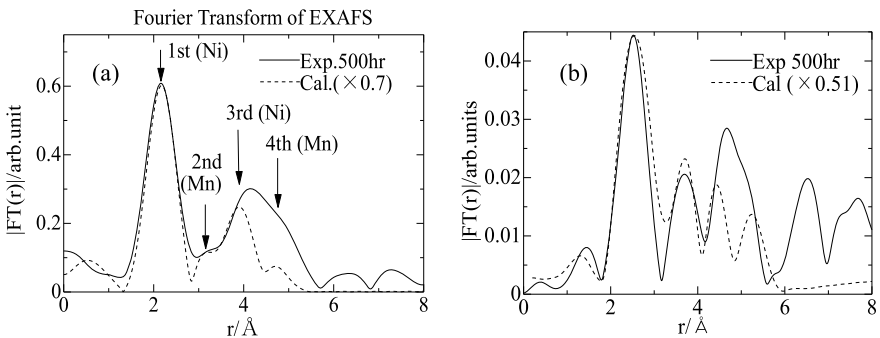 Fourier Transform of EXAFS
(a)
1st (Ni)
Exp.500hr
Cal.(×0.7)
3rd (Ni)
2nd
(Mn)
4th (Mn)
|FT(r)|/arb.unit
0.6
0.4
0.2
0
0 2 4 6 8
r/Å
(b)
Exp 500hr
Cal (×0.51)
|FT(r)|/arb.units
0.04
0.03
0.02
0.01
0
0 2 4 6 8
r/Å